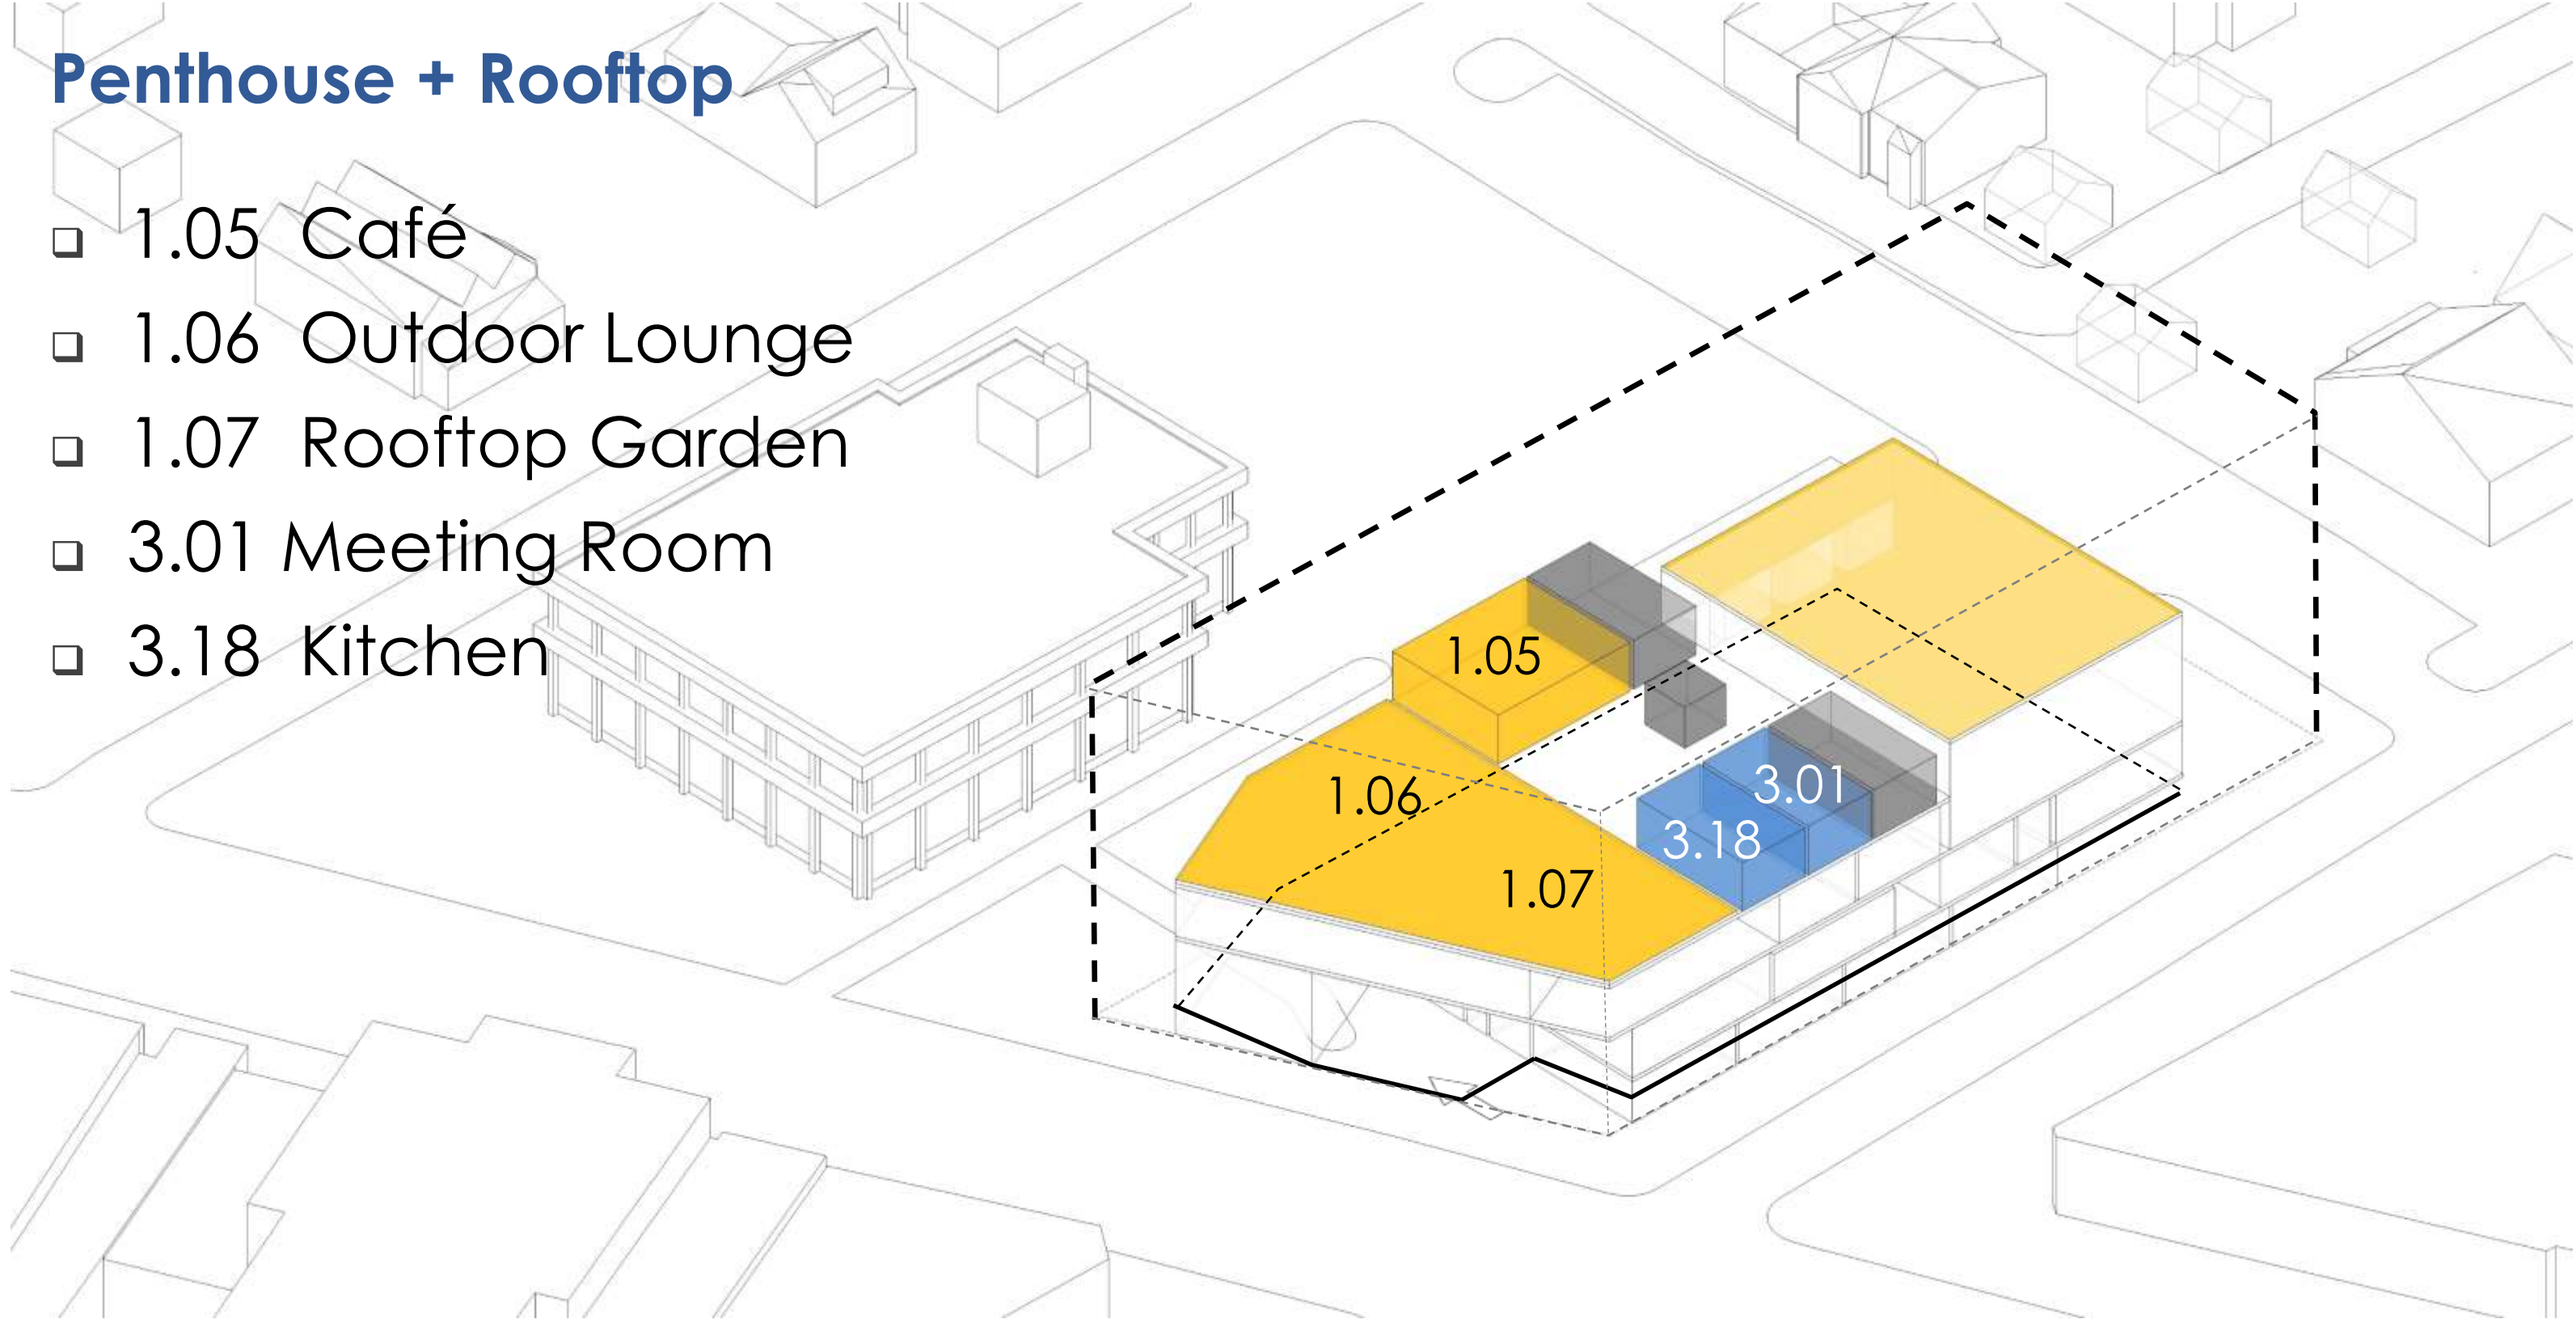 Penthouse + Rooftop
❑ 1.05 Café
❑ 1.06 Outdoor Lounge
❑ 1.07 Rooftop Garden
❑ 3.01 Meeting Room
❑ 3.18 Kitchen
1.05
1.06
3.01
3.18
1.07